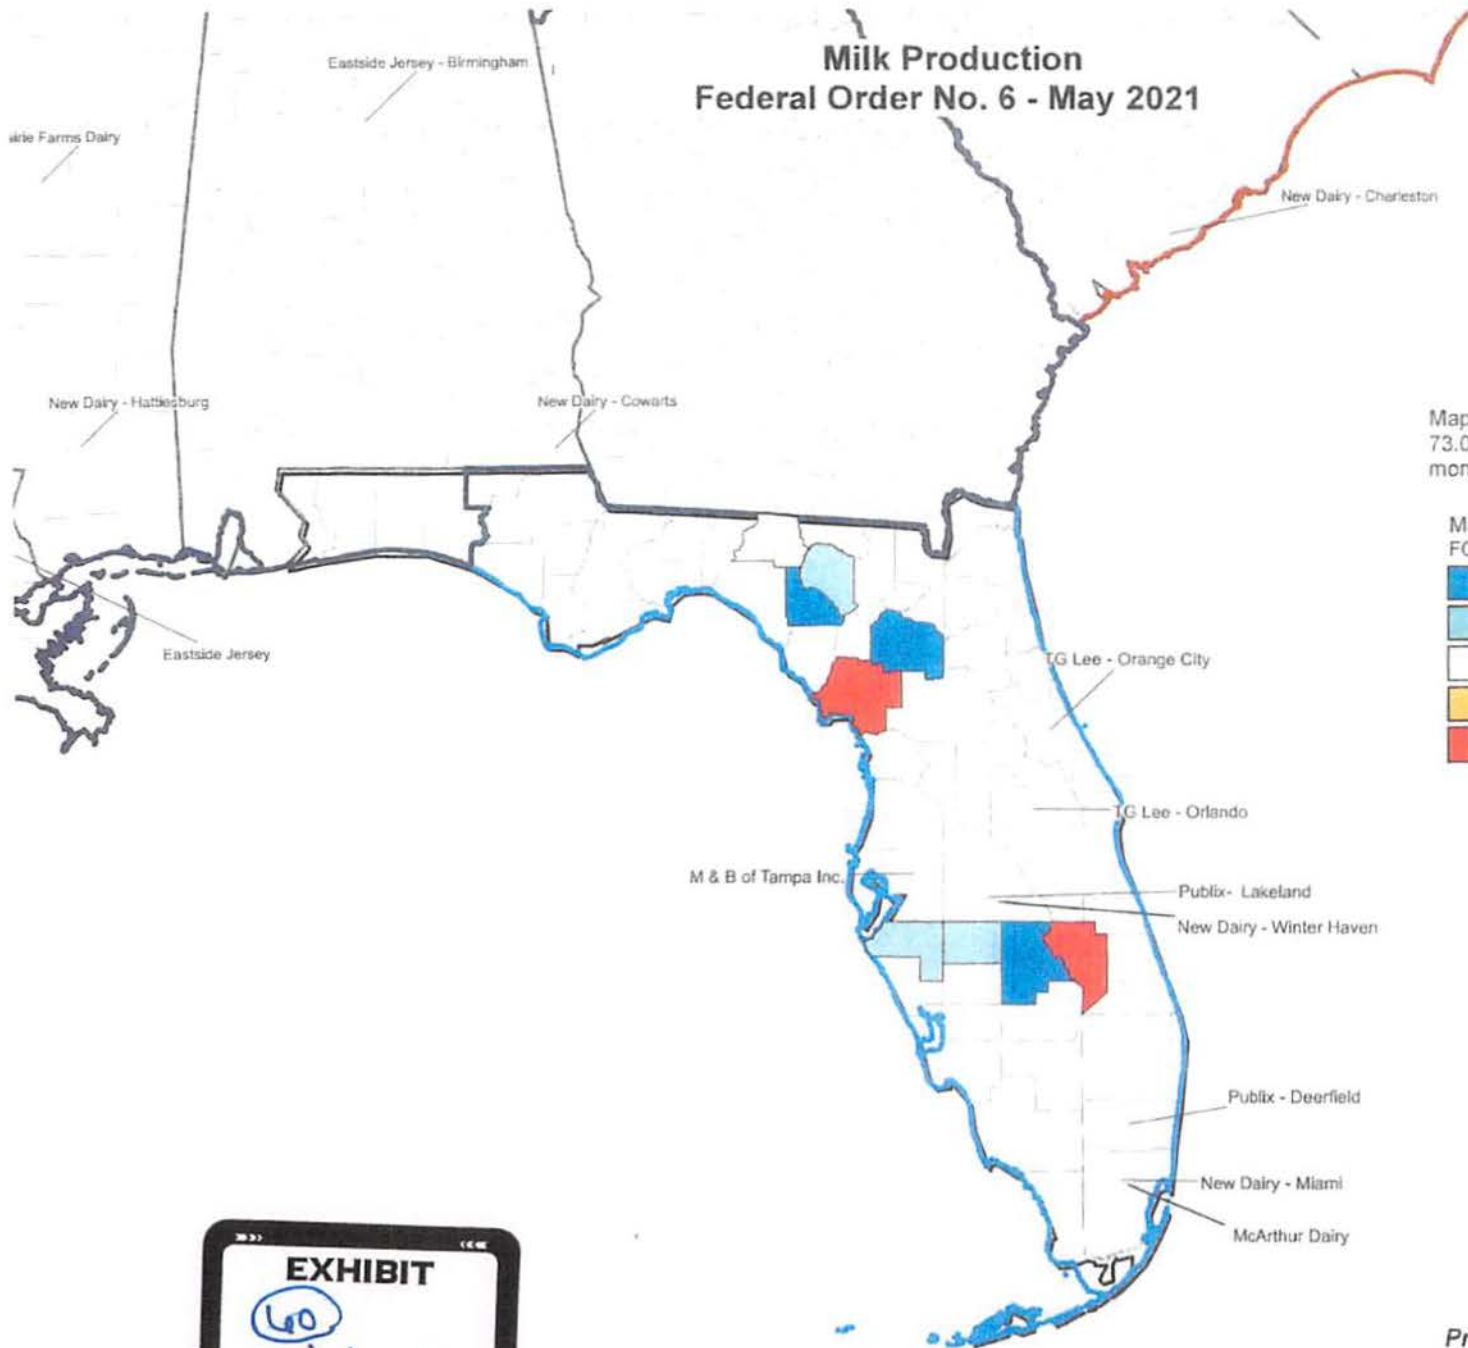 Milk Production
Federal Order No. 6 - May 2021
Eastside Jersey - Birmingham
Farms Dairy
New Dairy - Charleston
New Dairy - Hattiesburg
New Dairy - Cowarts
Map
73.0
Eastside Jersey
TG Lee - Orange City
TG Lee - Orlando
M & B of Tampa Inc.
Publix- Lakeland
New Dairy - Winter Haven
Publix - Deerfield
New Dairy - Miami
McArthur Dairy
EXHIBIT
60